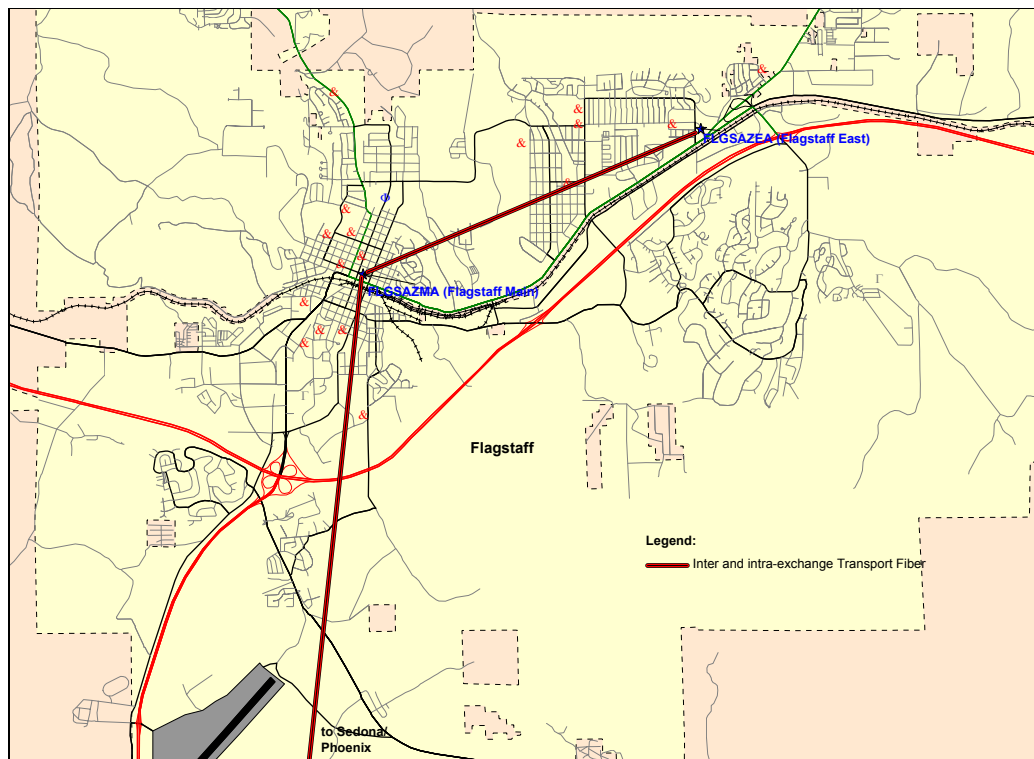 FLGSAZEA (Flagstaff East)
FLGSAZMA (Flagstaff Main)
Flagstaff
Legend:
Inter and intra-exchange Transport Fiber
to Sedona/
Phoenix